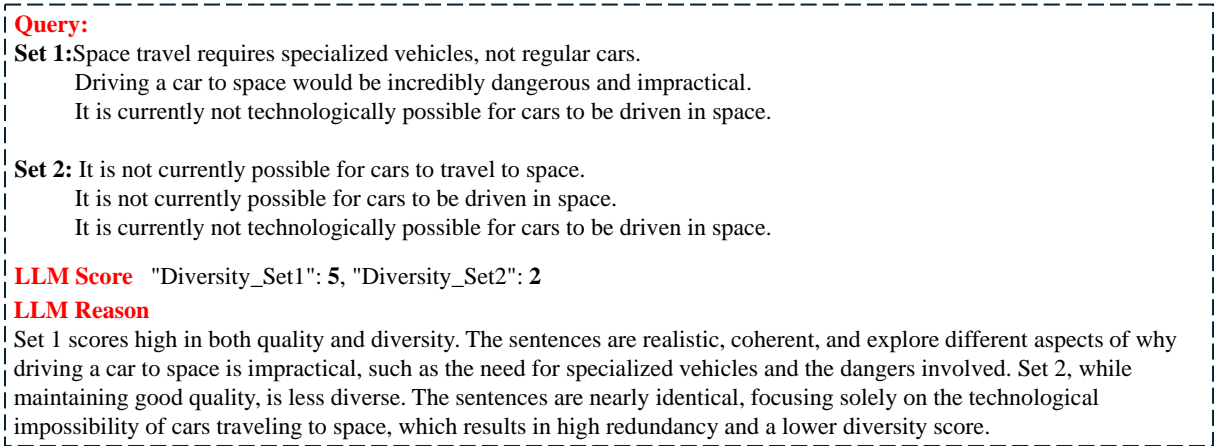 Query:
Set 1:Space travel requires specialized vehicles, not regular cars.
Driving a car to space would be incredibly dangerous and impractical.
It is currently not technologically possible for cars to be driven in space.
Set 2: It is not currently possible for cars to travel to space.
It is not currently possible for cars to be driven in space.
It is currently not technologically possible for cars to be driven in space.
LLM Score "Diversity_Set1": 5, "Diversity_Set2": 2
LLM Reason
Set 1 scores high in both quality and diversity. The sentences are realistic, coherent, and explore different aspects of why
driving a car to space is impractical, such as the need for specialized vehicles and the dangers involved. Set 2, while
maintaining good quality, is less diverse. The sentences are nearly identical, focusing solely on the technological
impossibility of cars traveling to space, which results in high redundancy and a lower diversity score.